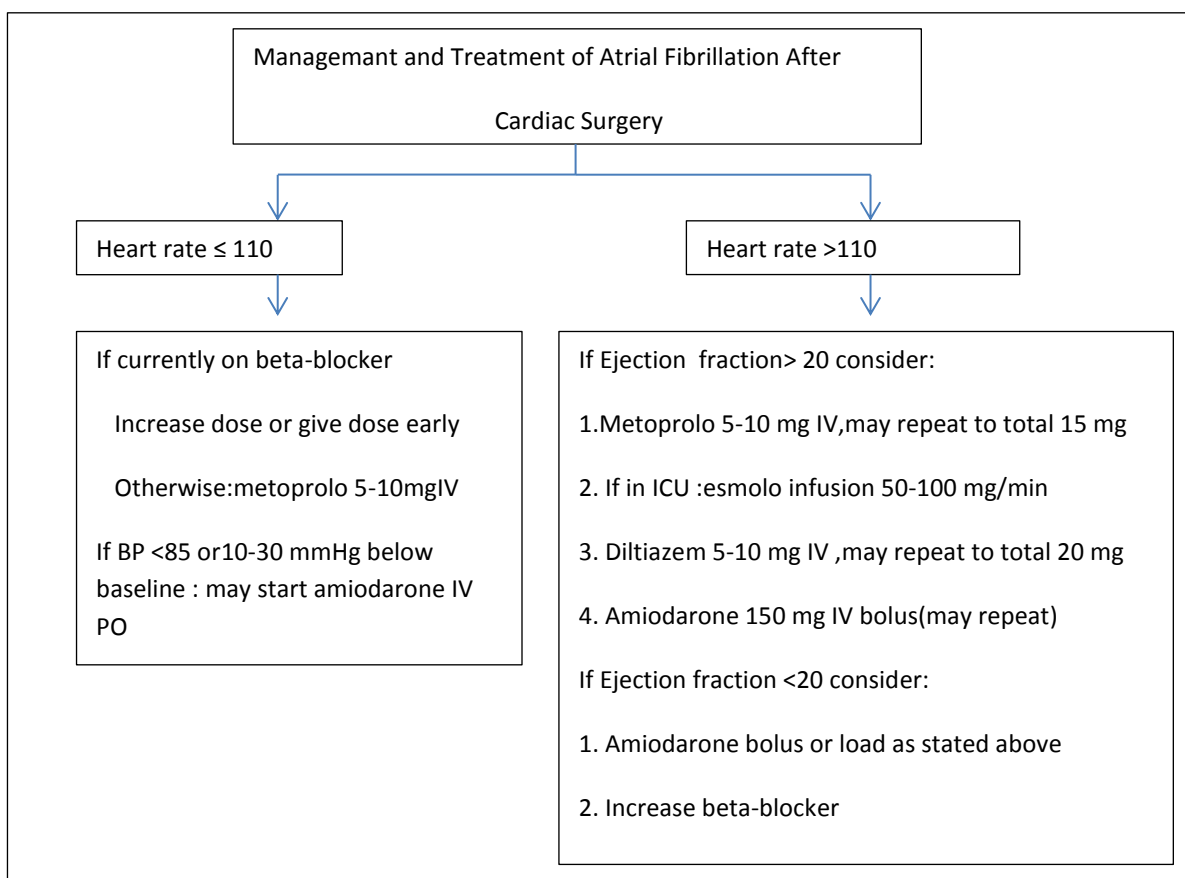 Managemant and Treatment of Atrial Fibrillation After
Cardiac Surgery
Heart rate ≤ 110
Heart rate >110
If currently on beta-blocker
Increase dose or give dose early
Otherwise:metoprolo 5-10mgIV
If BP <85 or10-30 mmHg below
baseline : may start amiodarone IV
PO
If Ejection fraction> 20 consider:
1.Metoprolo 5-10 mg IV,may repeat to total 15 mg
2. If in ICU :esmolo infusion 50-100 mg/min
3. Diltiazem 5-10 mg IV ,may repeat to total 20 mg
4. Amiodarone 150 mg IV bolus(may repeat)
If Ejection fraction <20 consider:
1. Amiodarone bolus or load as stated above
2. Increase beta-blocker